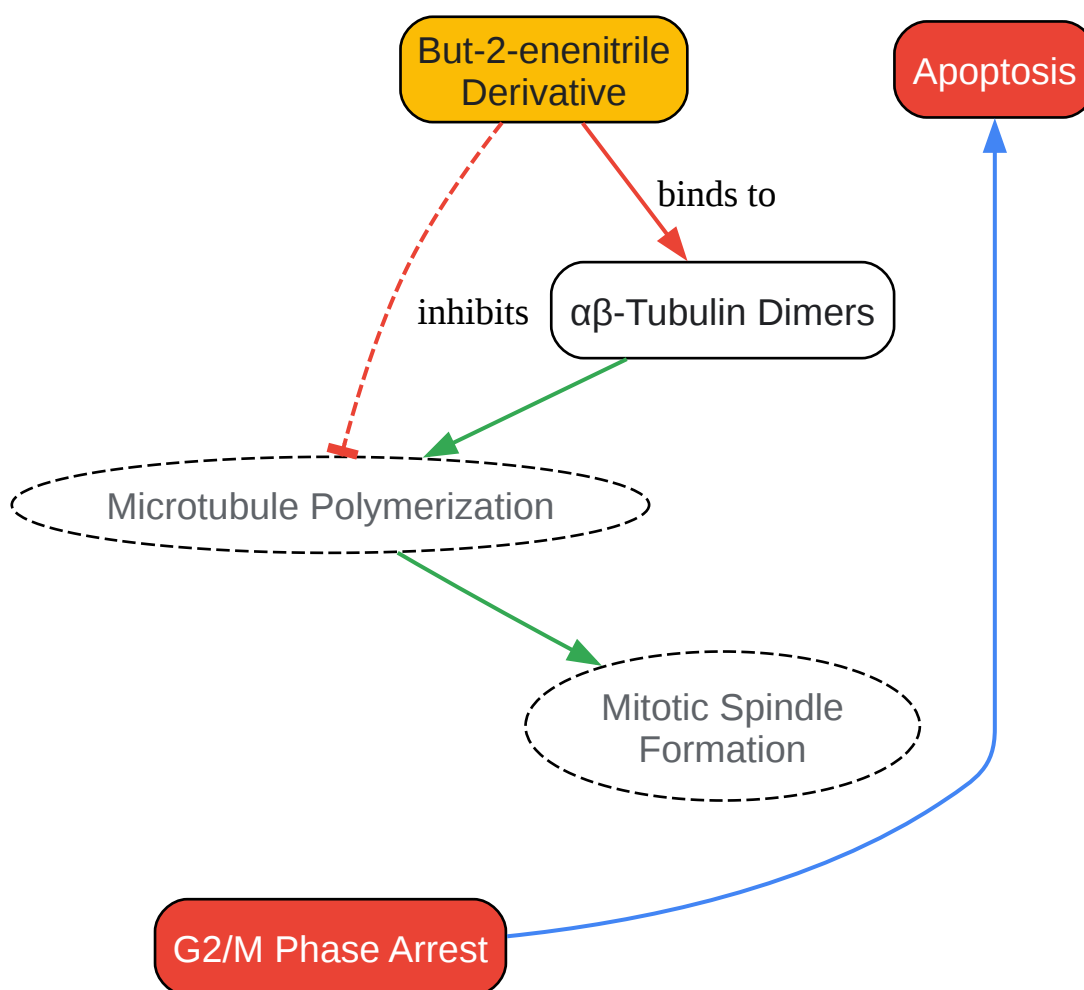 But-2-enenitrile
Derivative
Apoptosis
binds to
inhibits
αβ-Tubulin Dimers
Microtubule Polymerization
Mitotic Spindle
Formation
G2/M Phase Arrest